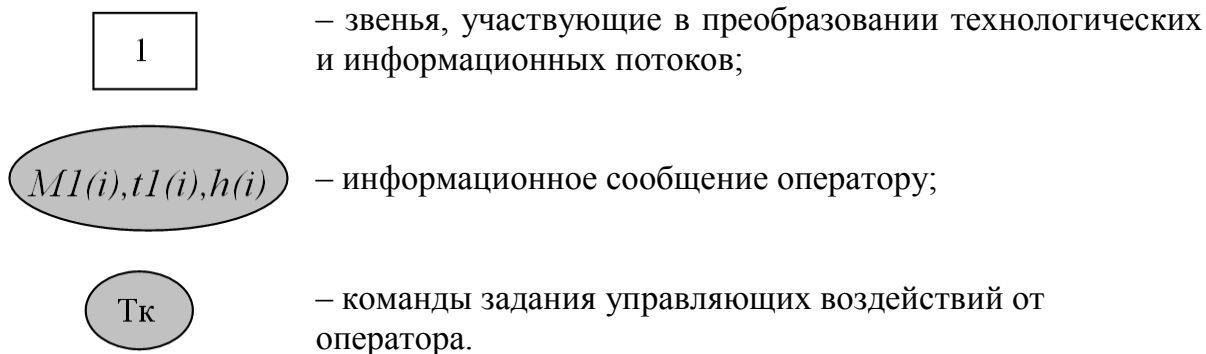 1
– звенья, участвующие в преобразовании технологических
и информационных потоков;
M1(i),t1(i),h(i)
– информационное сообщение оператору;
Тк
– команды задания управляющих воздействий от
оператора.